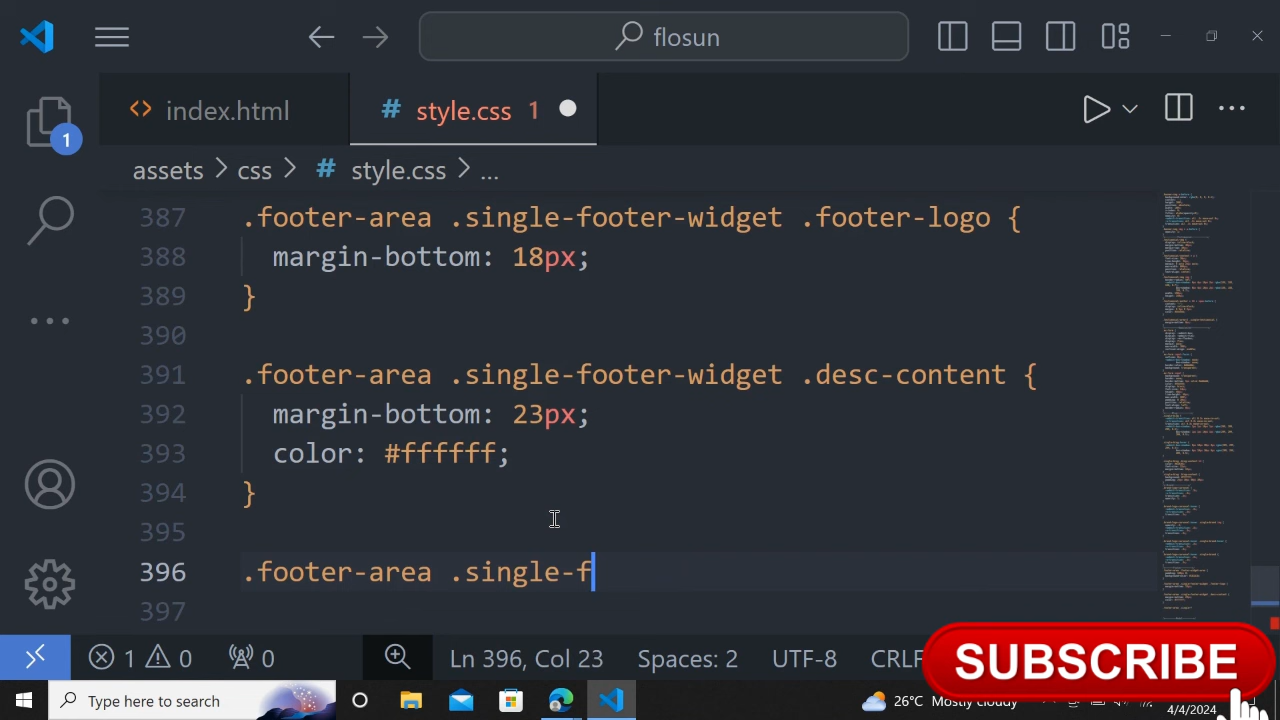 flosun
<> index.html # style.css 1
assets > css > # style.css > ...
387 .footer-area .single-footer-widget .footer-logo {
388 margin-bottom: 18px;
389 }
390
391 .footer-area .single-footer-widget .desc-content {
392 margin-bottom: 23px;
393 color: #ffffff;
394 }
395
396 .footer-area .single-f
397
1
1 0 0 Ln 396, Col 23 Spaces: 2 UTF-8 CRLF
SUBSCRIBE
Type here to search 26°C Mostly cloudy
4/4/2024